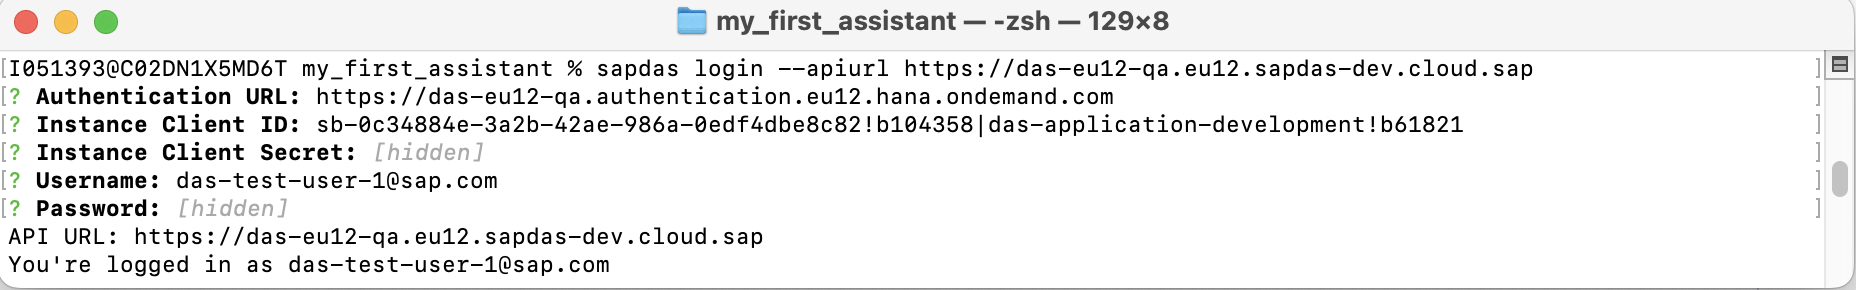 my_first_assistant — -zsh — 129×8
[I051393@C02DN1X5MD6T my_first_assistant % sapdas login --apiurl https://das-eu12-qa.eu12.sapdas-dev.cloud.sap ]
[? Authentication URL: https://das-eu12-qa.authentication.eu12.hana.ondemand.com ]
[? Instance Client ID: sb-0c34884e-3a2b-42ae-986a-0edf4dbe8c82!b104358|das-application-development!b61821 ]
[? Instance Client Secret: [hidden] ]
[? Username: das-test-user-1@sap.com ]
[? Password: [hidden] ]
API URL: https://das-eu12-qa.eu12.sapdas-dev.cloud.sap
You're logged in as das-test-user-1@sap.com